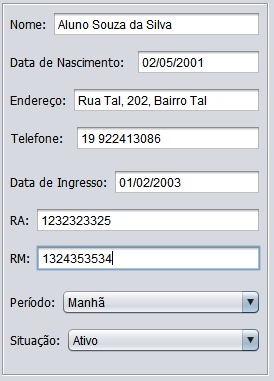 Nome: Aluno Souza da Silva
Data de Nascimento: 02/05/2001
Endereço: Rua Tal, 202, Bairro Tal
Telefone: 19 922413086
Data de Ingresso: 01/02/2003
RA: 1232323325
RM: 1324353534
Período: Manhã
Situação: Ativo